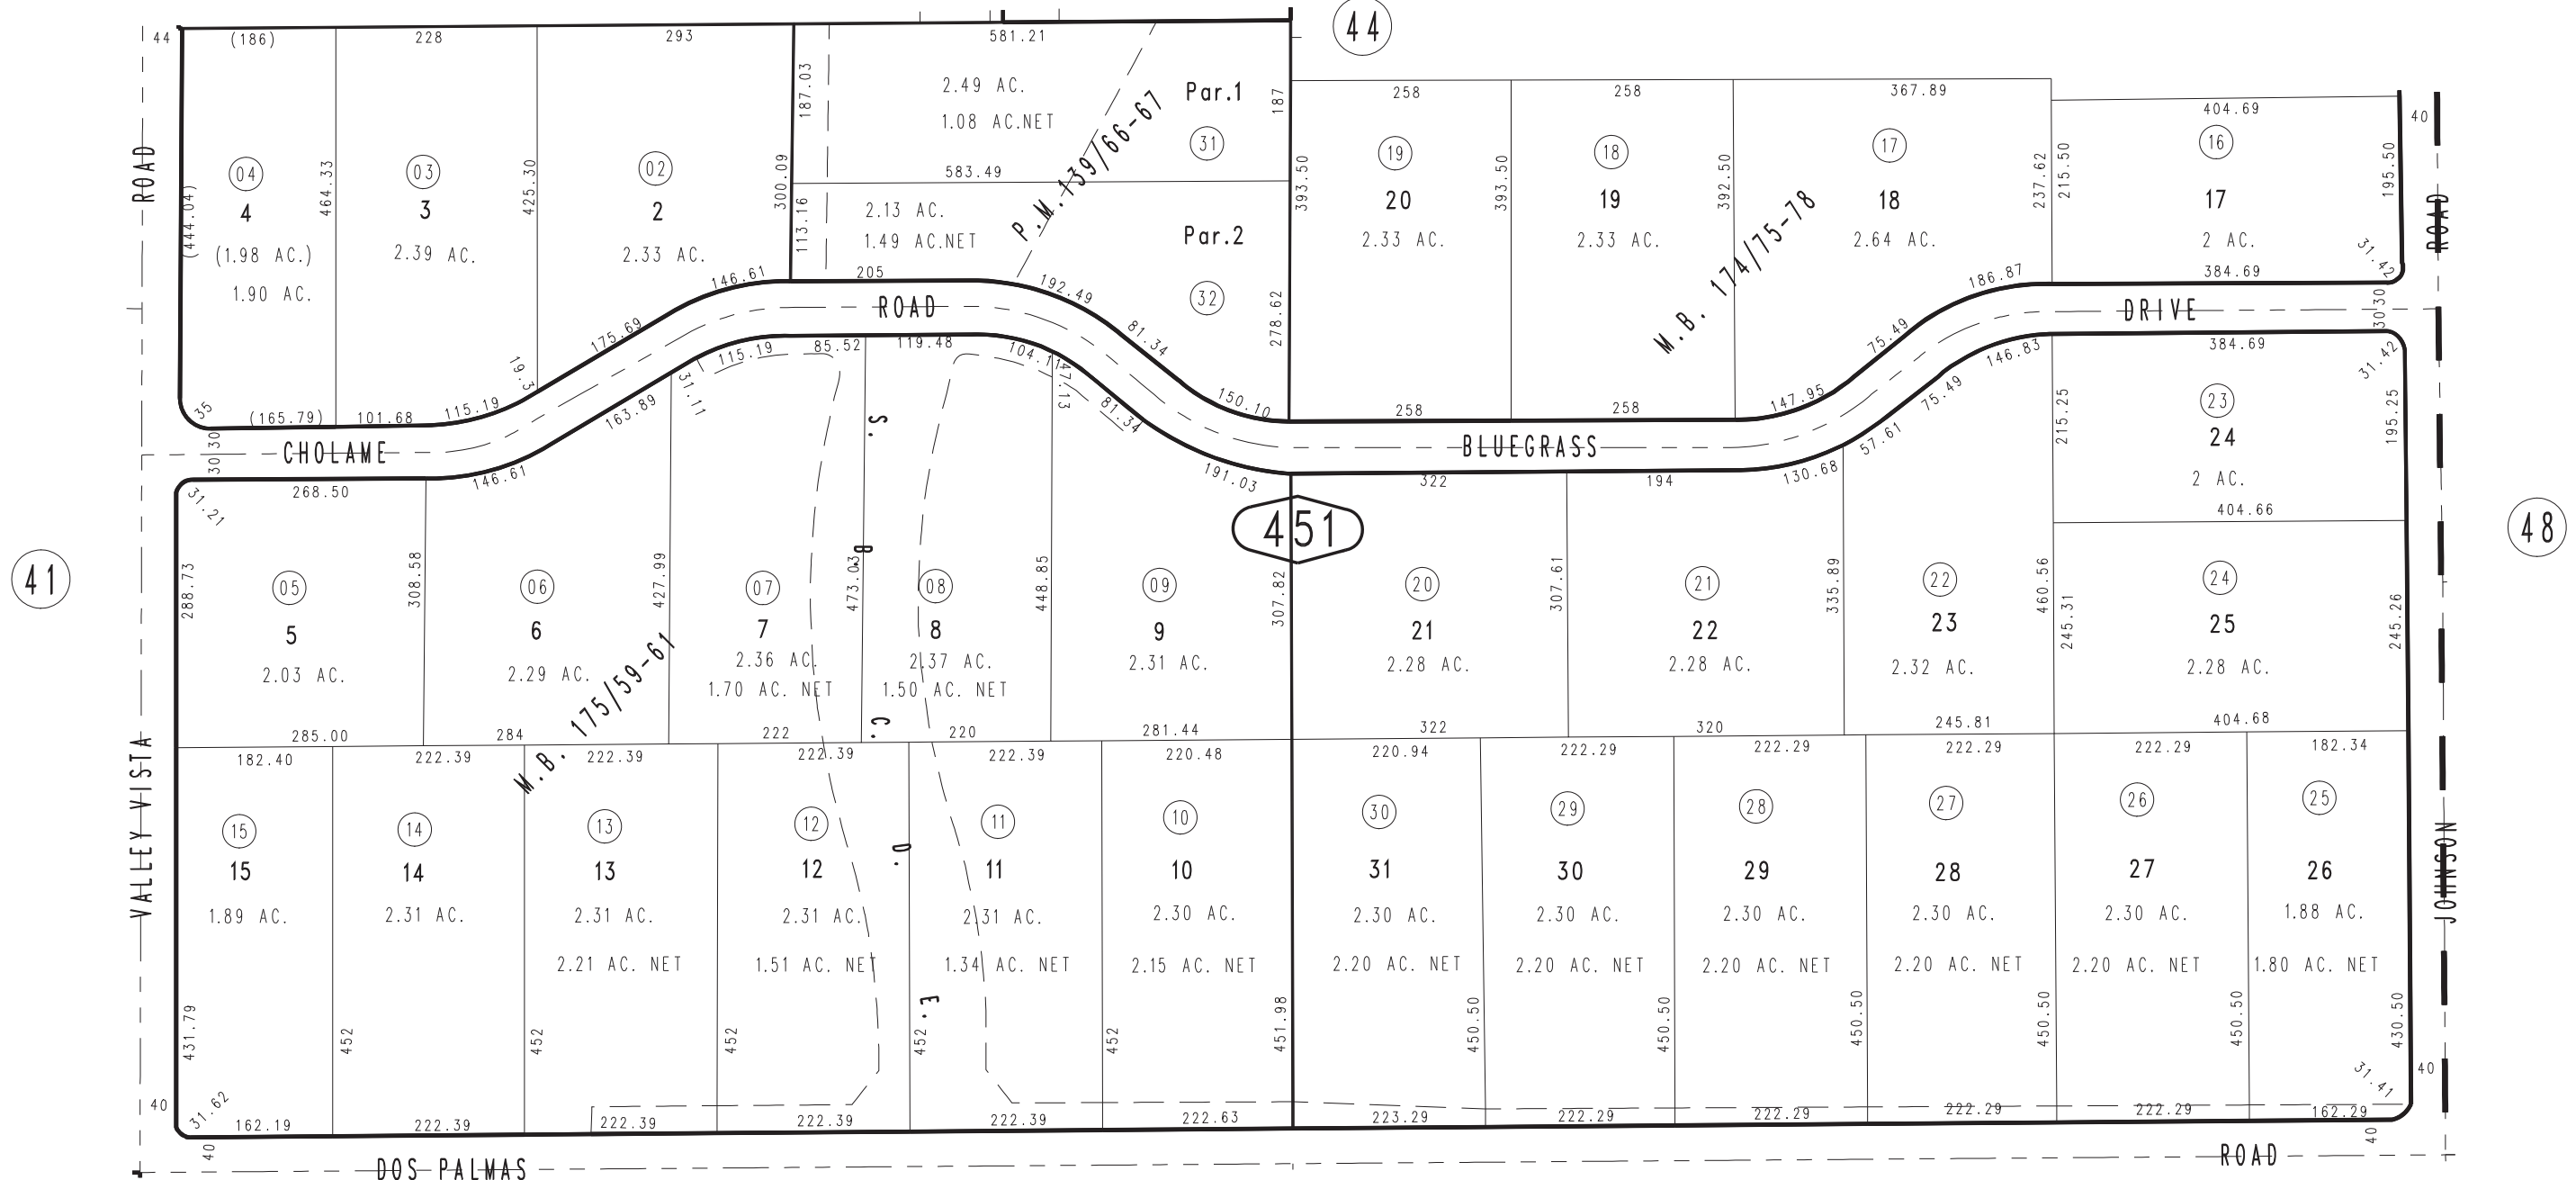 44
44
(186) 228 293 581.21
258 258 367.89 404.69
40
ROAD
(444.04)
04
4
(1.98 AC.)
1.90 AC.
464.33
03
3
2.39 AC.
425.30
02
2
2.33 AC.
300.09
187.03
2.49 AC.
1.08 AC.NET
Par.1
31
187
583.49
113.16
2.13 AC.
1.49 AC.NET
Par.2
32
278.62
P.M. 139/66-67
393.50
19
20
2.33 AC.
393.50
18
19
2.33 AC.
392.50
17
18
2.64 AC.
237.62
M.B. 174/75-78
215.50
16
17
2 AC.
195.50
31.42
384.69
ROAD
35
(165.79) 101.68 115.19 19.3 175.69 146.61 205 192.49 81.34 150.10
258 258 147.95 75.49 186.87
30 30
CHOLAME ROAD BLUEGRASS DRIVE
30 30
31.21
268.50 146.61 163.89 31.11 115.19 85.52 119.48 104.11 47.13 81.34 191.03
322 194 130.68 57.61 75.49 146.83 384.69
31.42
451
41
48
288.73
05
5
2.03 AC.
308.58
06
6
2.29 AC.
427.99
07
7
2.36 AC.
1.70 AC. NET
473.03
08
8
2.37 AC.
1.50 AC. NET
448.85
09
9
2.31 AC.
307.82
S. B. C. D. E.
M.B. 175/59-61
20
21
2.28 AC.
307.61
21
22
2.28 AC.
335.89
22
23
2.32 AC.
460.56
215.25
23
24
2 AC.
195.25
404.66
245.31
24
25
2.28 AC.
245.26
285.00 284 222 220 281.44 322 320 245.81 404.68
182.40 222.39 222.39 222.39 222.39 220.48 220.94 222.29 222.29 222.29 222.29 182.34
VALLEY VISTA
JOHNSON
15 14 13 12 11 10 30 29 28 27 26 25
15 14 13 12 11 10 31 30 29 28 27 26
1.89 AC. 2.31 AC. 2.31 AC. 2.31 AC. 2.31 AC. 2.30 AC. 2.30 AC. 2.30 AC. 2.30 AC. 2.30 AC. 2.30 AC. 1.88 AC.
2.21 AC. NET 1.51 AC. NET 1.34 AC. NET 2.15 AC. NET 2.20 AC. NET 2.20 AC. NET 2.20 AC. NET 2.20 AC. NET 2.20 AC. NET 1.80 AC. NET
431.79 452 452 452 452 452 451.98 450.50 450.50 450.50 450.50 450.50 430.50
40 31.62 31.41 40
162.19 222.39 222.39 222.39 222.39 222.63 223.29 222.29 222.29 222.29 222.29 162.29
40 40
DOS PALMAS ROAD